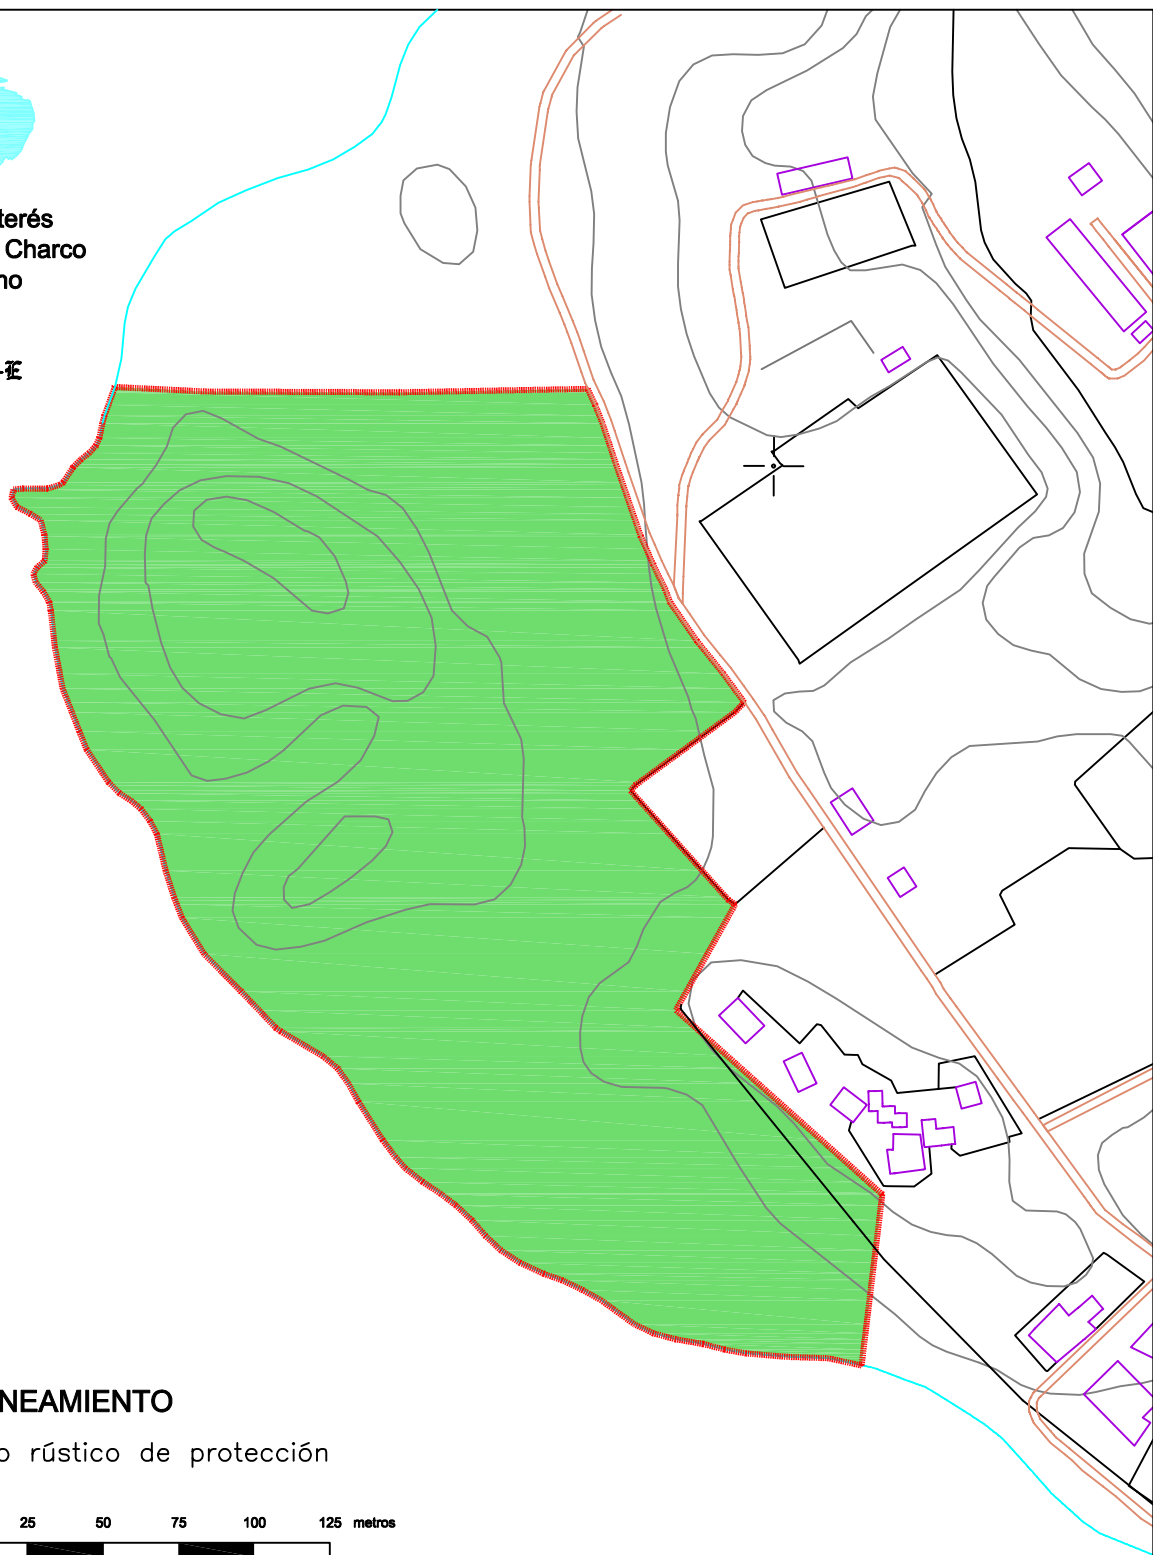 terés
Charco
no
-E
NEAMIENTO
o rústico de protección
25 50 75 100 125 metros